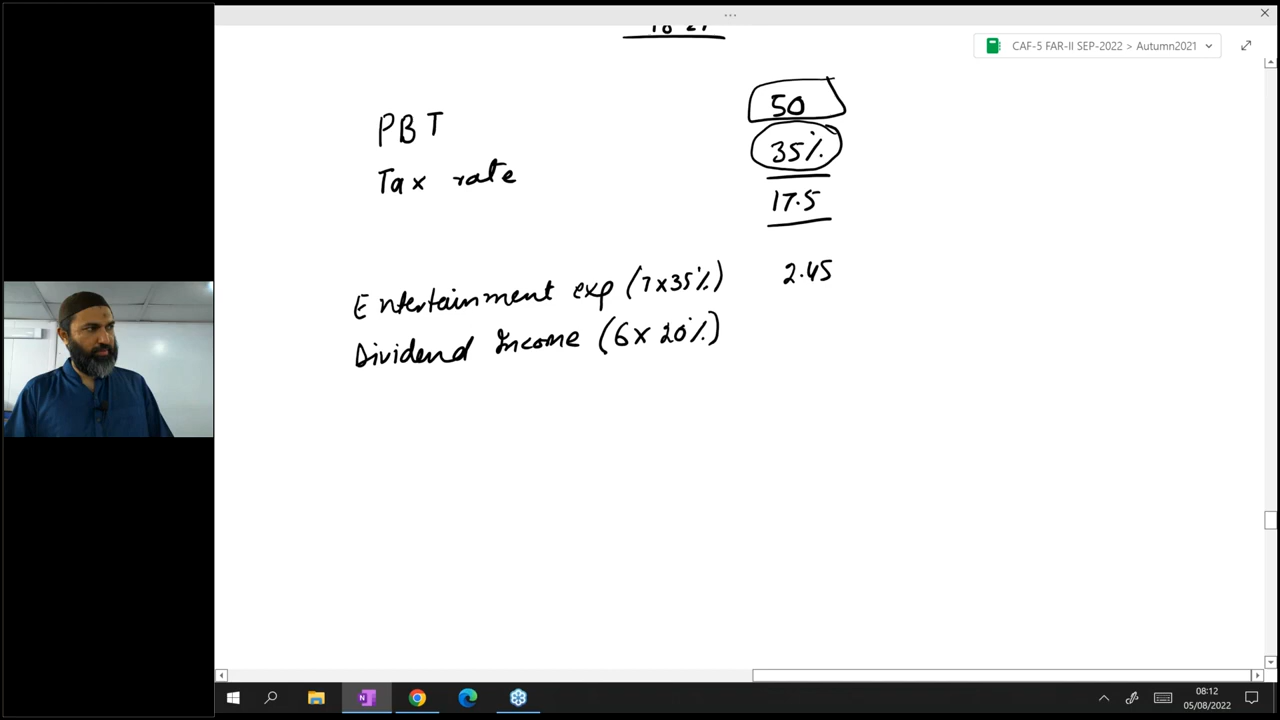 CAF-5 FAR-II SEP-2022 > Autumn2021
PBT 50
Tax rate 35%
17.5
Entertainment exp (7x35%) 2.45
Dividend Income (6x20%)
08:12
05/08/2022